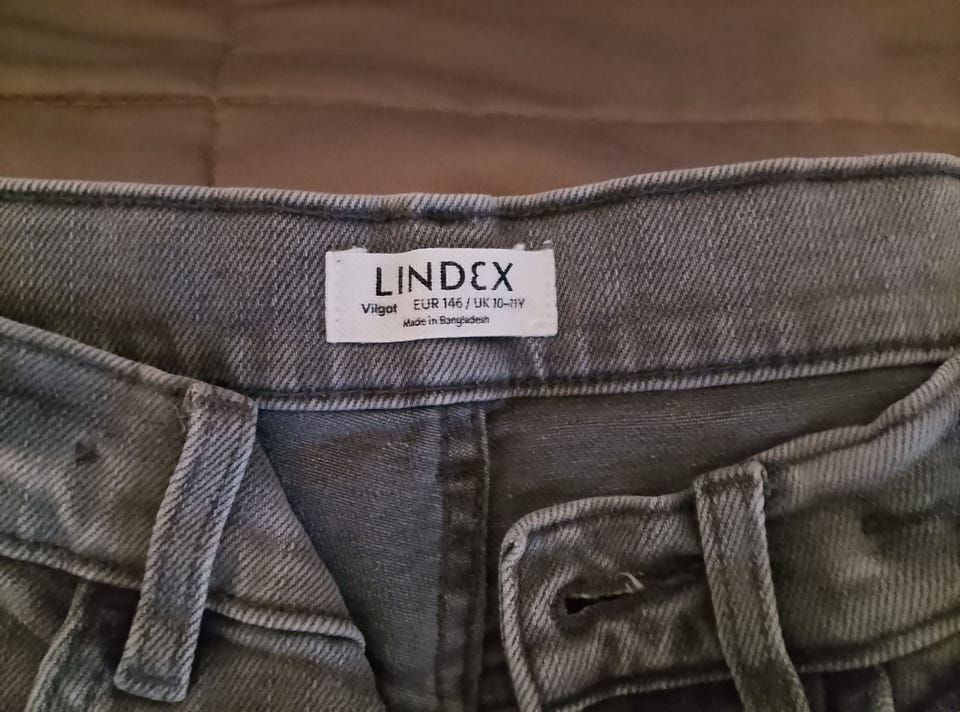 LINDEX
Vilgot EUR 146 / UK 10-11Y
Made in Bangladesh